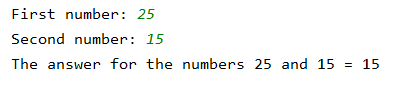 First number: 25
Second number: 15
The answer for the numbers 25 and 15 = 15